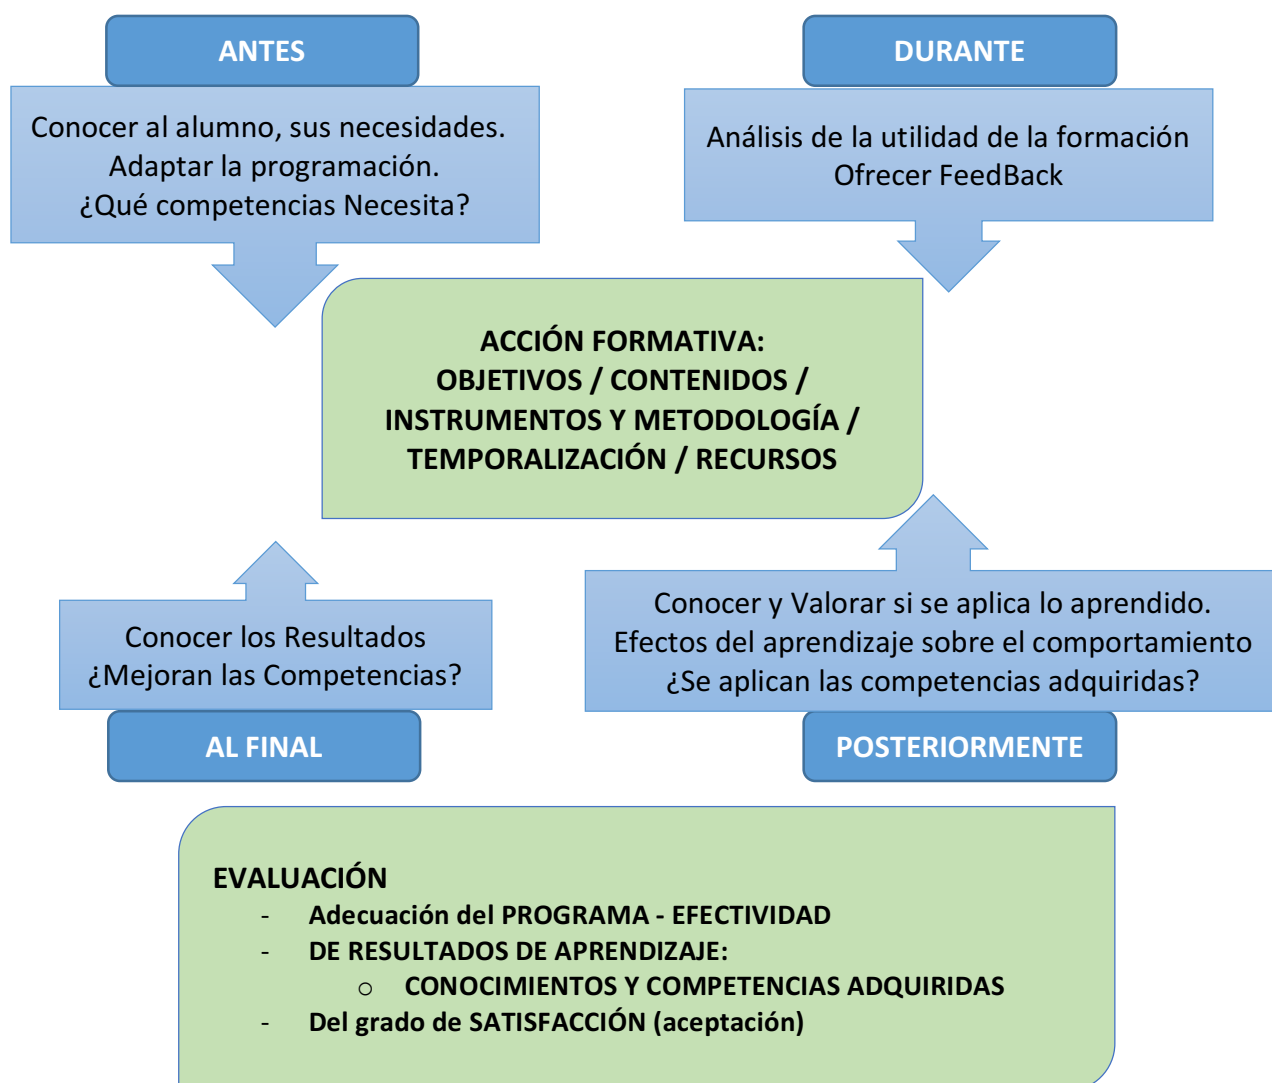 ANTES
Conocer al alumno, sus necesidades.
Adaptar la programación.
¿Qué competencias Necesita?
DURANTE
Análisis de la utilidad de la formación
Ofrecer FeedBack
ACCIÓN FORMATIVA:
OBJETIVOS / CONTENIDOS /
INSTRUMENTOS Y METODOLOGÍA /
TEMPORALIZACIÓN / RECURSOS
Conocer los Resultados
¿Mejoran las Competencias?
AL FINAL
Conocer y Valorar si se aplica lo aprendido.
Efectos del aprendizaje sobre el comportamiento
¿Se aplican las competencias adquiridas?
POSTERIORMENTE
EVALUACIÓN
- Adecuación del PROGRAMA - EFECTIVIDAD
- DE RESULTADOS DE APRENDIZAJE:
o CONOCIMIENTOS Y COMPETENCIAS ADQUIRIDAS
- Del grado de SATISFACCIÓN (aceptación)